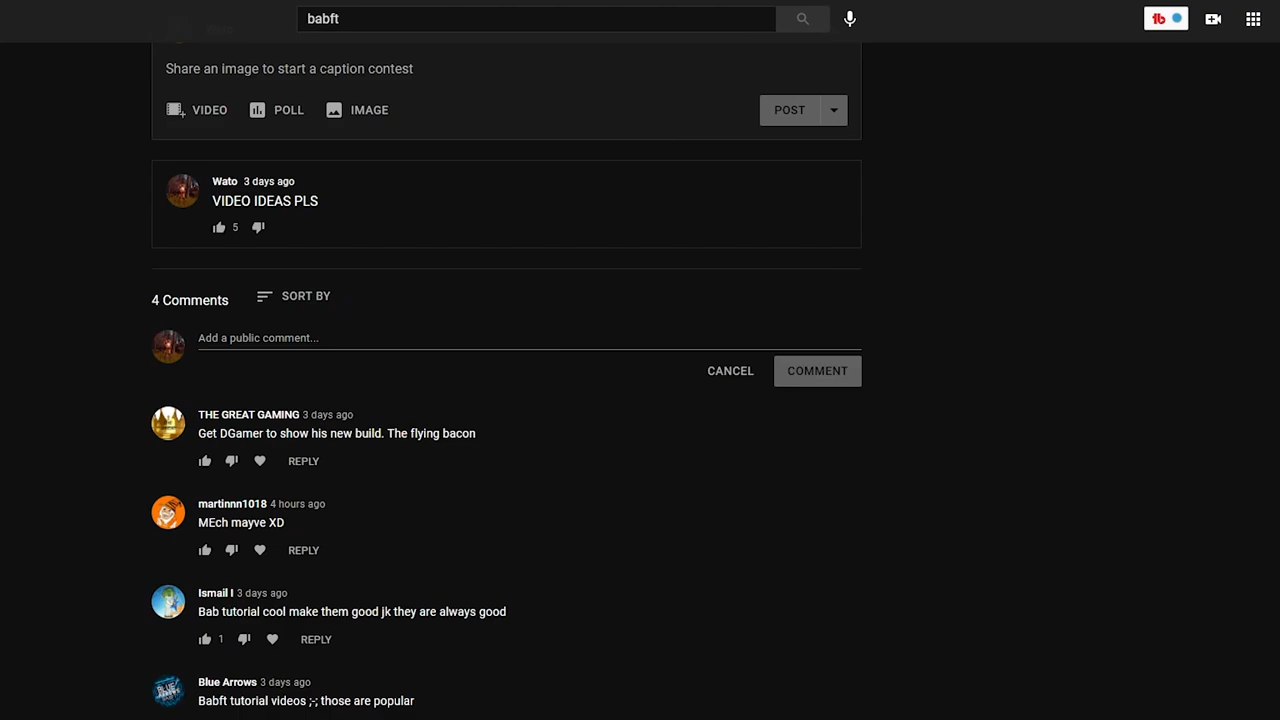 babft
Share an image to start a caption contest
VIDEO POLL IMAGE POST
Wato 3 days ago
VIDEO IDEAS PLS
5
4 Comments SORT BY
Add a public comment...
CANCEL COMMENT
THE GREAT GAMING 3 days ago
Get DGamer to show his new build. The flying bacon
REPLY
martinnn1018 4 hours ago
MEch mayve XD
REPLY
Ismail I 3 days ago
Bab tutorial cool make them good jk they are always good
1 REPLY
Blue Arrows 3 days ago
Babft tutorial videos ;-; those are popular